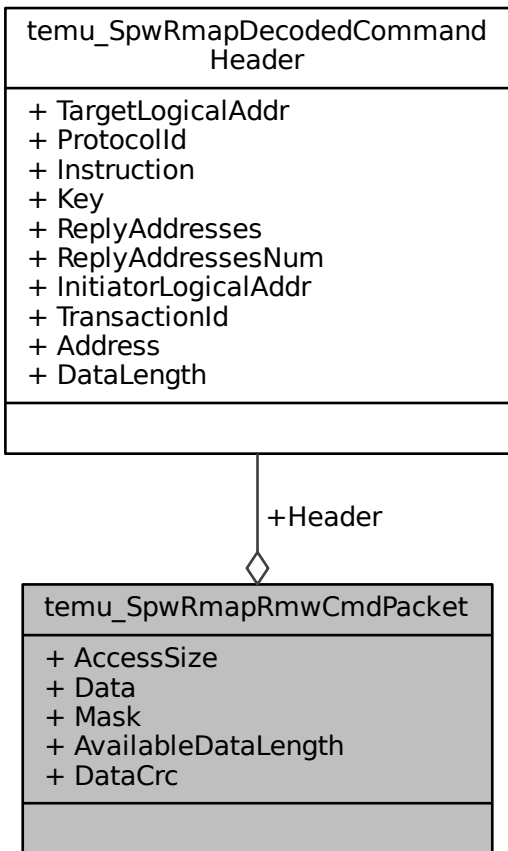 temu_SpwRmapDecodedCommand
Header
+ TargetLogicalAddr
+ ProtocolId
+ Instruction
+ Key
+ ReplyAddresses
+ ReplyAddressesNum
+ InitiatorLogicalAddr
+ TransactionId
+ Address
+ DataLength
+Header
temu_SpwRmapRmwCmdPacket
+ AccessSize
+ Data
+ Mask
+ AvailableDataLength
+ DataCrc